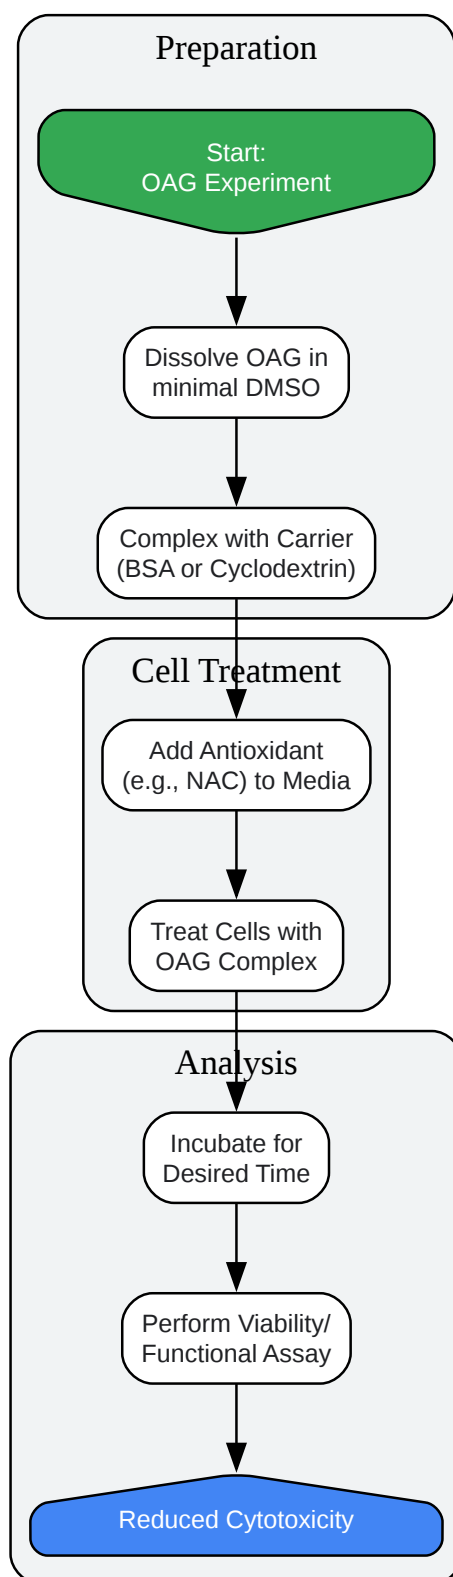 Preparation
Start:
OAG Experiment
Dissolve OAG in
minimal DMSO
Complex with Carrier
(BSA or Cyclodextrin)
Cell Treatment
Add Antioxidant
(e.g., NAC) to Media
Treat Cells with
OAG Complex
Analysis
Incubate for
Desired Time
Perform Viability/
Functional Assay
Reduced Cytotoxicity